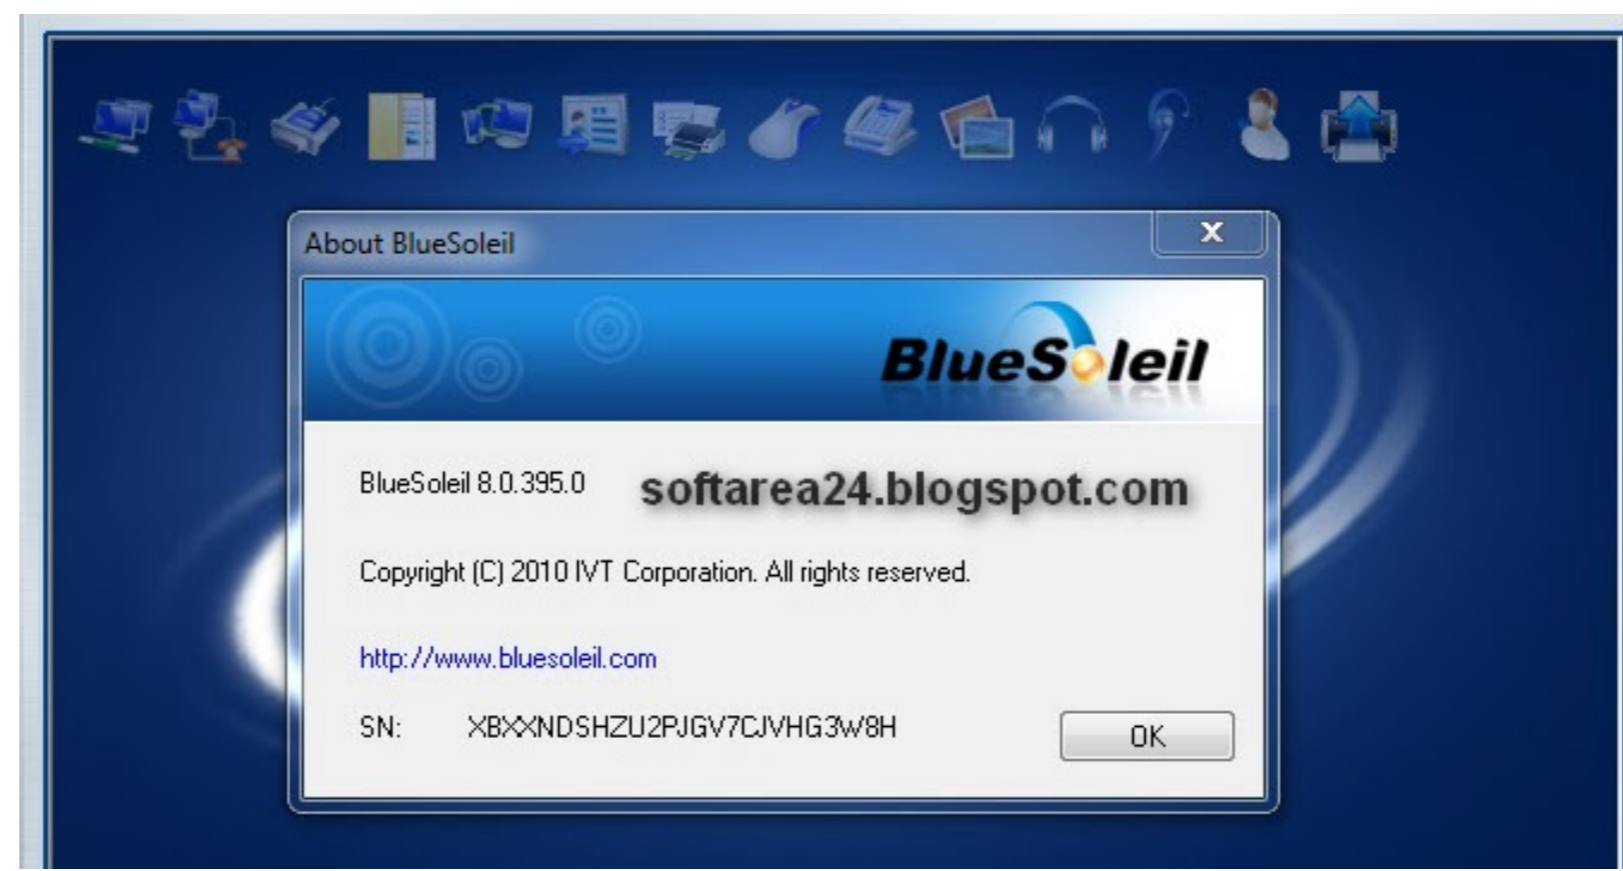 About BlueSoleil
BlueSoleil
BlueSoleil 8.0.395.0 softarea24.blogspot.com
Copyright (C) 2010 IVT Corporation. All rights reserved.
http://www.bluesoleil.com
SN: XBXXNDSHZU2PJGV7CJVHG3W8H
OK